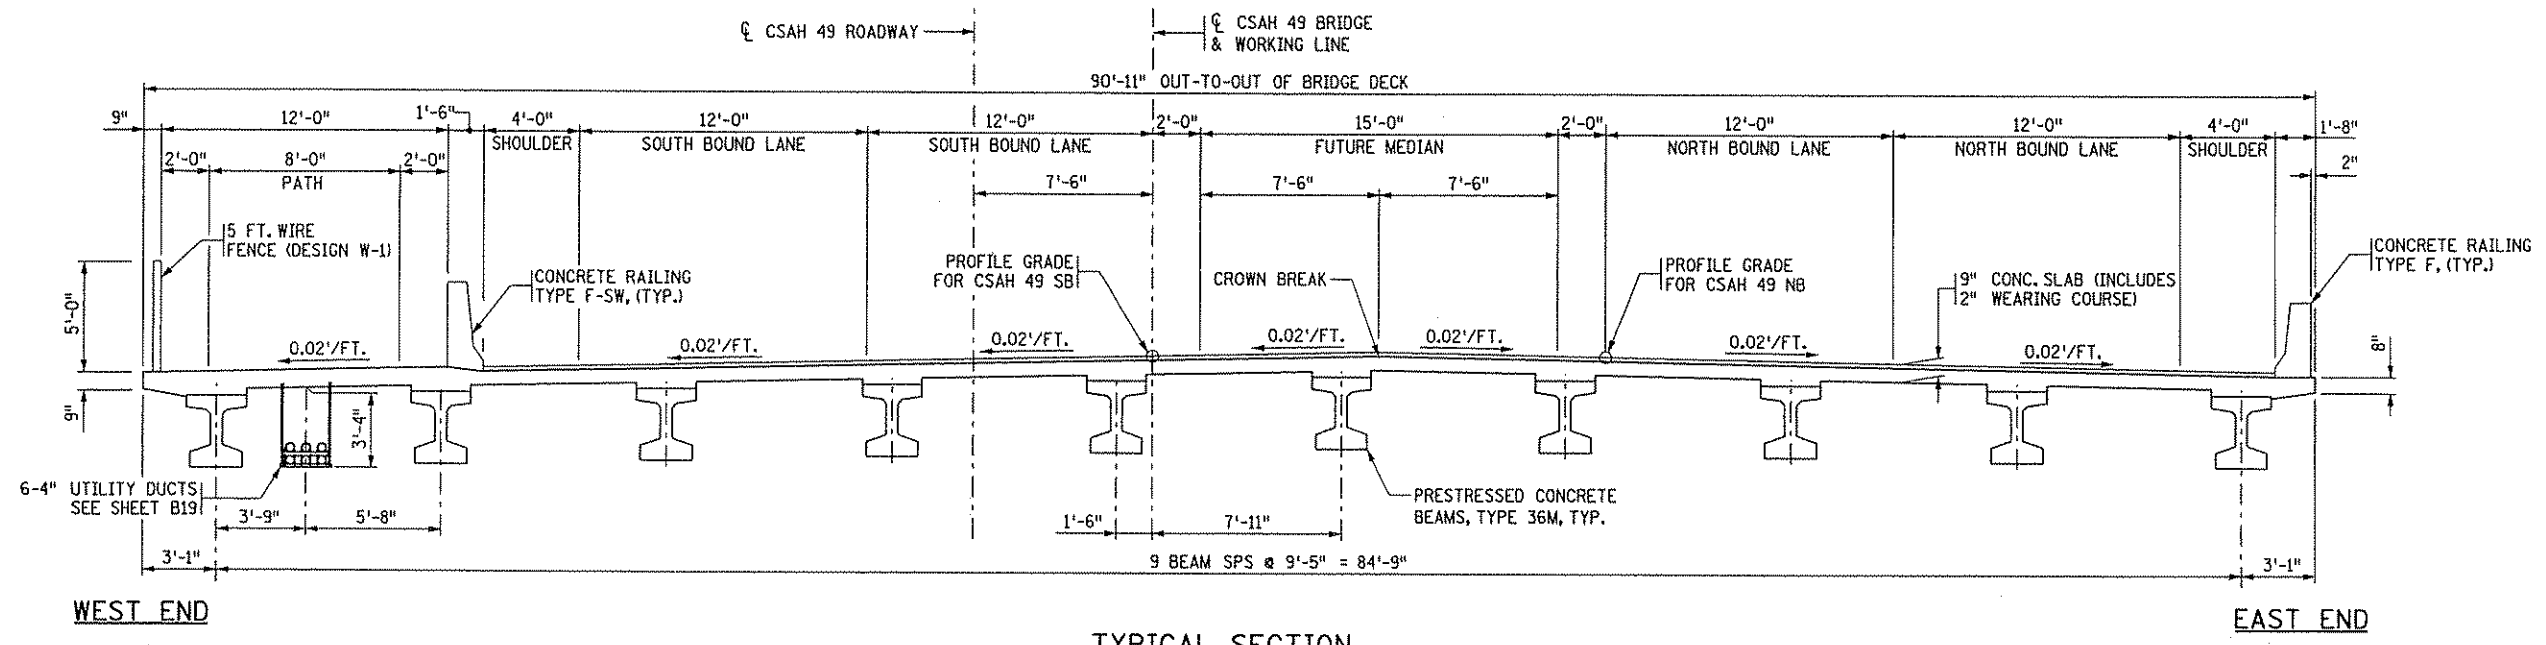 ℄ CSAH 49 ROADWAY
℄ CSAH 49 BRIDGE
& WORKING LINE
90'-11" OUT-TO-OUT OF BRIDGE DECK
9"
12'-0"
1'-6"
4'-0"
12'-0"
12'-0"
2'-0"
15'-0"
2'-0"
12'-0"
12'-0"
4'-0"
1'-8"
SHOULDER
SOUTH BOUND LANE
SOUTH BOUND LANE
FUTURE MEDIAN
NORTH BOUND LANE
NORTH BOUND LANE
SHOULDER
2'-0"
8'-0"
2'-0"
PATH
7'-6"
7'-6"
7'-6"
2"
5 FT. WIRE
FENCE (DESIGN W-1)
CONCRETE RAILING
TYPE F-SW, (TYP.)
PROFILE GRADE
FOR CSAH 49 SB
CROWN BREAK
PROFILE GRADE
FOR CSAH 49 NB
9" CONC. SLAB (INCLUDES
2" WEARING COURSE)
CONCRETE RAILING
TYPE F, (TYP.)
5'-0"
0.02'/FT.
0.02'/FT.
0.02'/FT.
0.02'/FT.
0.02'/FT.
0.02'/FT.
0.02'/FT.
8"
9"
3'-4"
6-4" UTILITY DUCTS
SEE SHEET B19
3'-9"
5'-8"
1'-6"
7'-11"
PRESTRESSED CONCRETE
BEAMS, TYPE 36M, TYP.
3'-1"
9 BEAM SPS @ 9'-5" = 84'-9"
3'-1"
WEST END
EAST END
TYPICAL SECTION